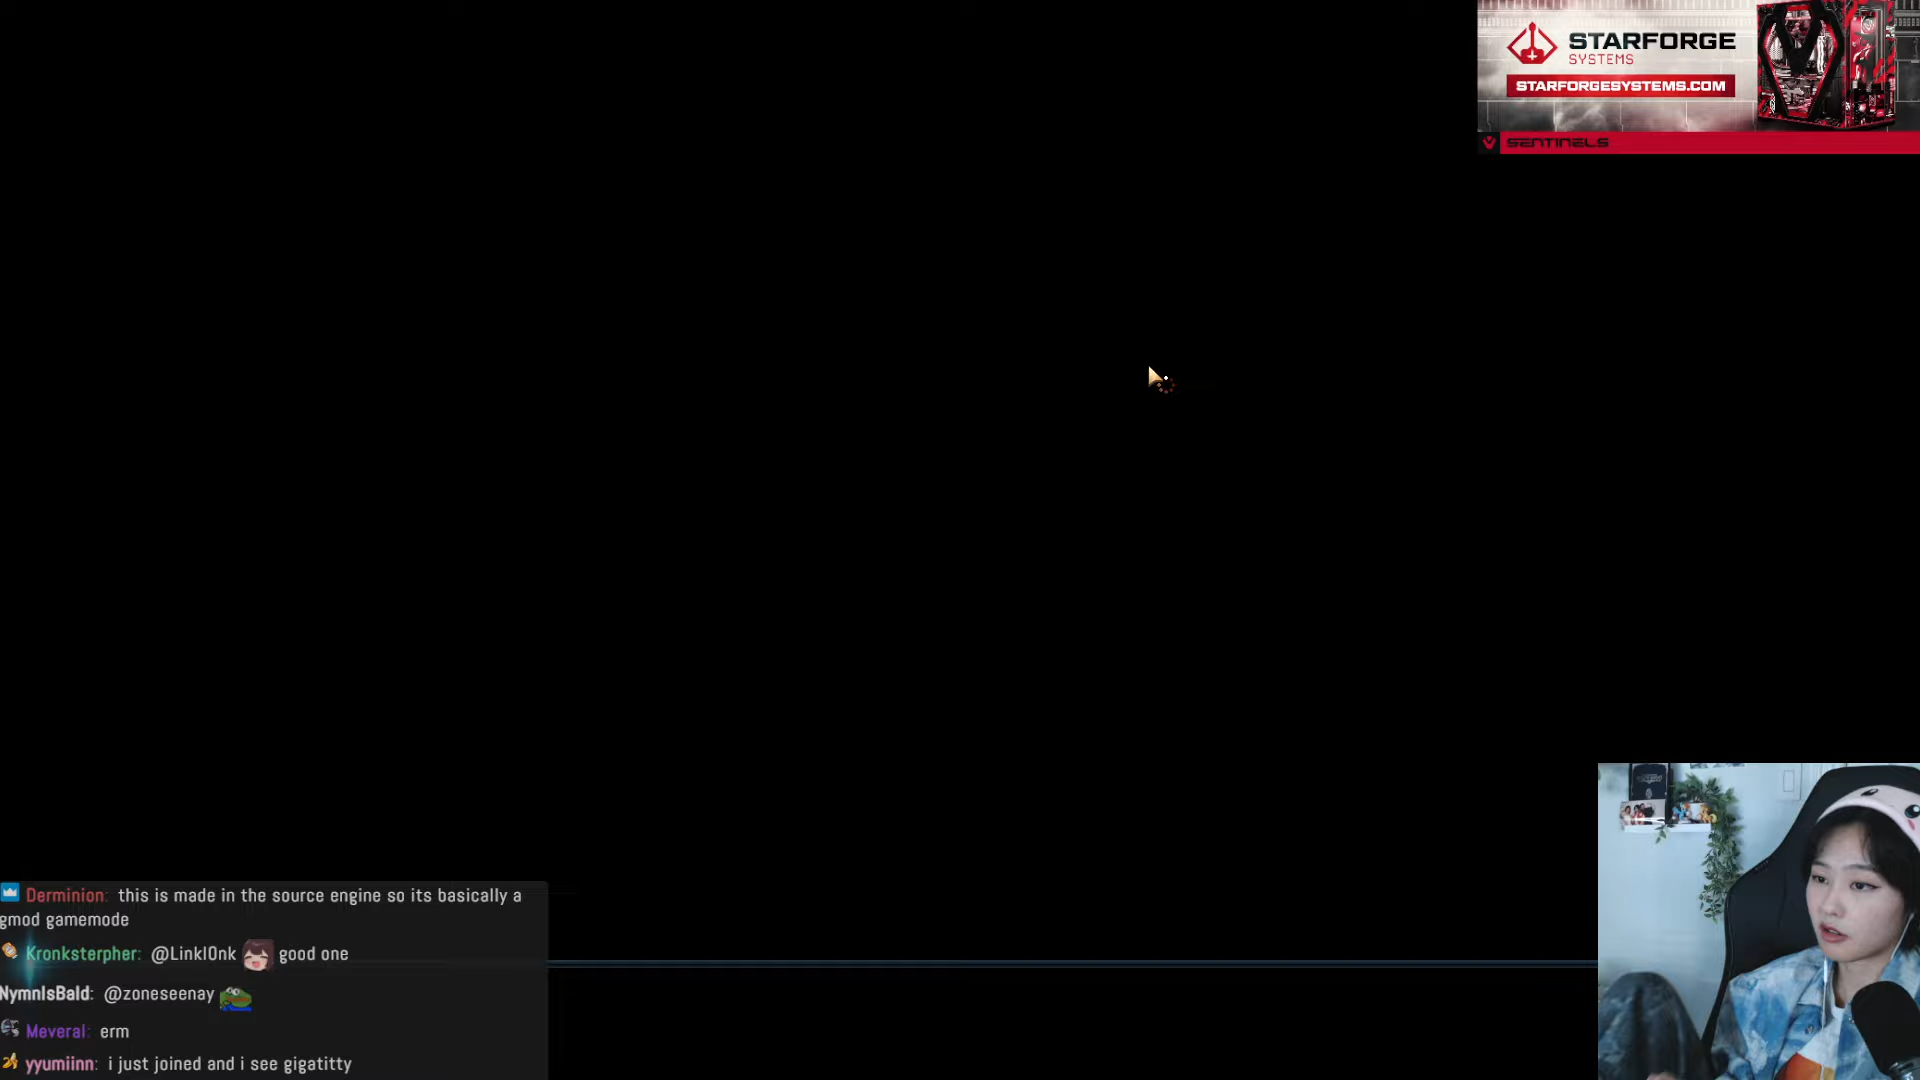 STARFORGE
SYSTEMS
STARFORGESYSTEMS.COM
SENTINELS
Derminion: this is made in the source engine so its basically a
gmod gamemode
Kronksterpher: @Linkl0nk good one
NymnIsBald: @zoneseenay
Meveral: erm
yyumiinn: i just joined and i see gigatitty